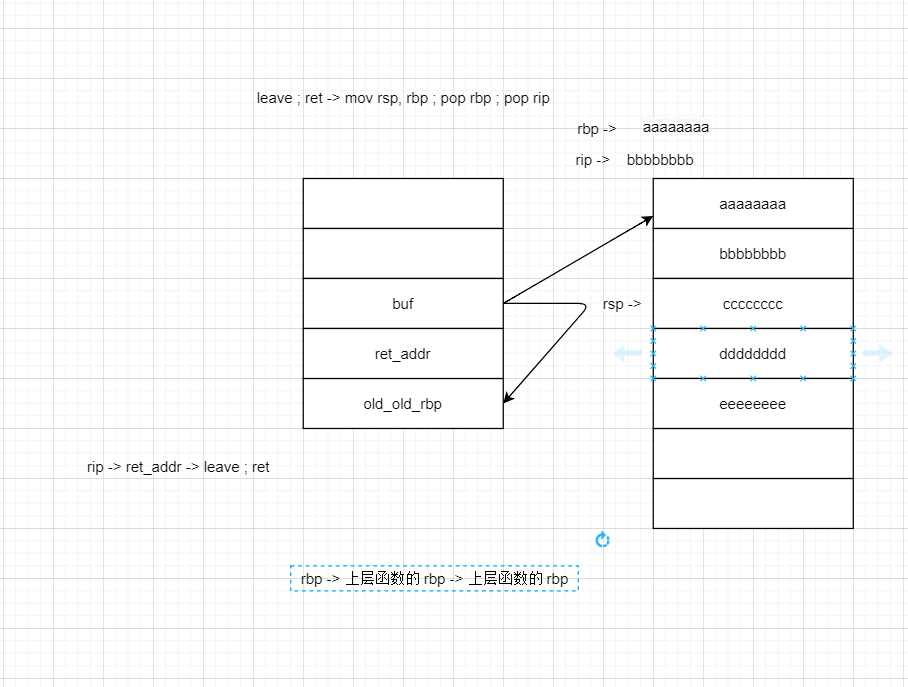 leave ; ret -> mov rsp, rbp ; pop rbp ; pop rip
rbp -> aaaaaaaa
rip -> bbbbbbbb
aaaaaaaa
bbbbbbbb
buf
rsp -> cccccccc
ret_addr
dddddddd
old_old_rbp
eeeeeeee
rip -> ret_addr -> leave ; ret
rbp -> 上层函数的 rbp -> 上层函数的 rbp